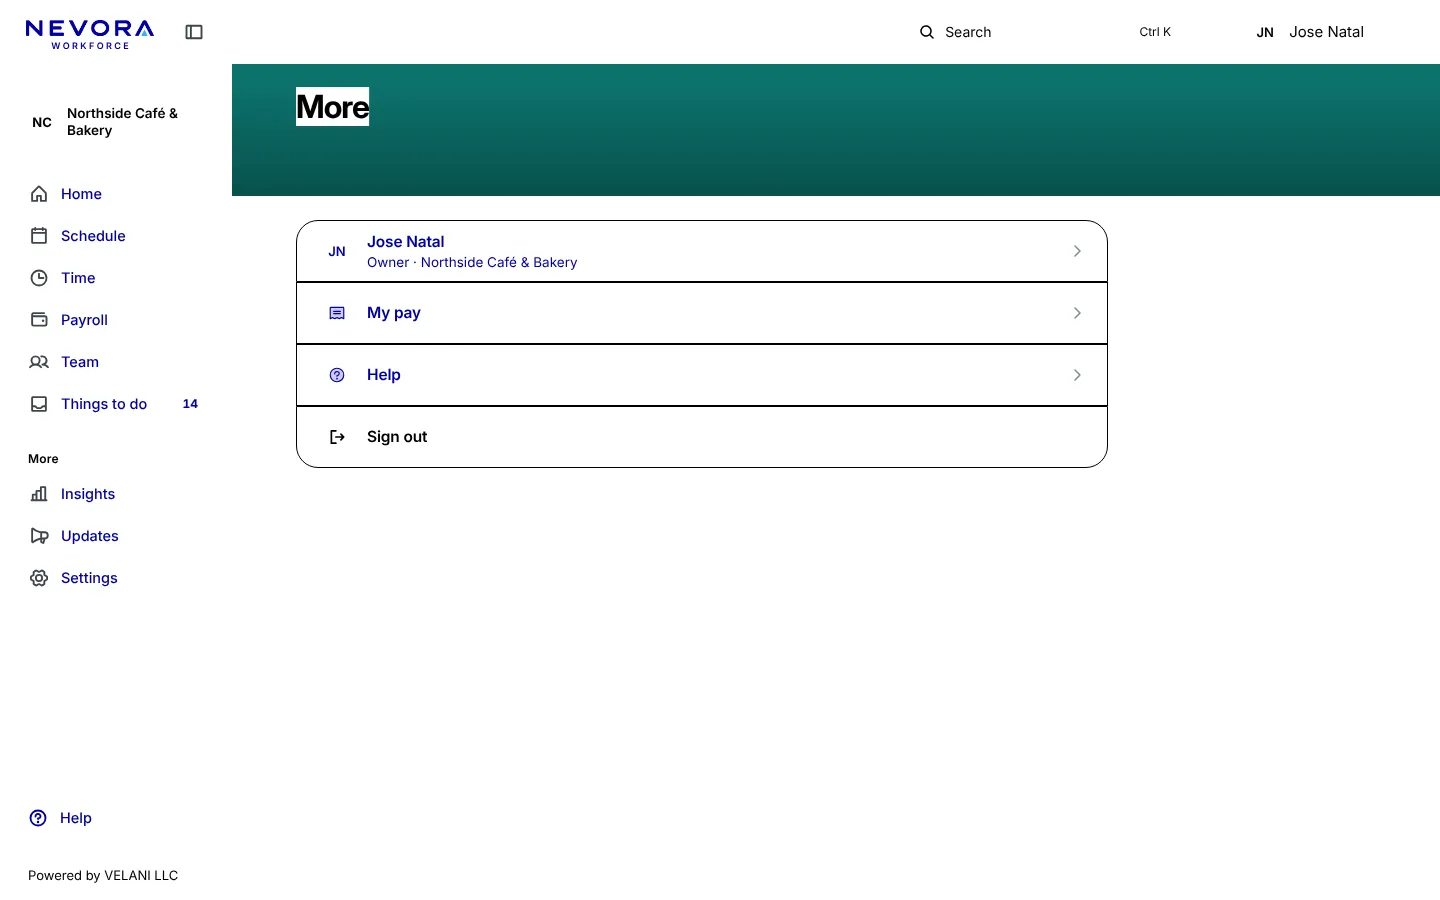 NEVORA
WORKFORCE
Search
Ctrl K
JN
Jose Natal
NC
Northside Café &
Bakery
Home
Schedule
Time
Payroll
Team
Things to do
14
More
Insights
Updates
Settings
Help
Powered by VELANI LLC
More
JN
Jose Natal
Owner · Northside Café & Bakery
My pay
Help
Sign out